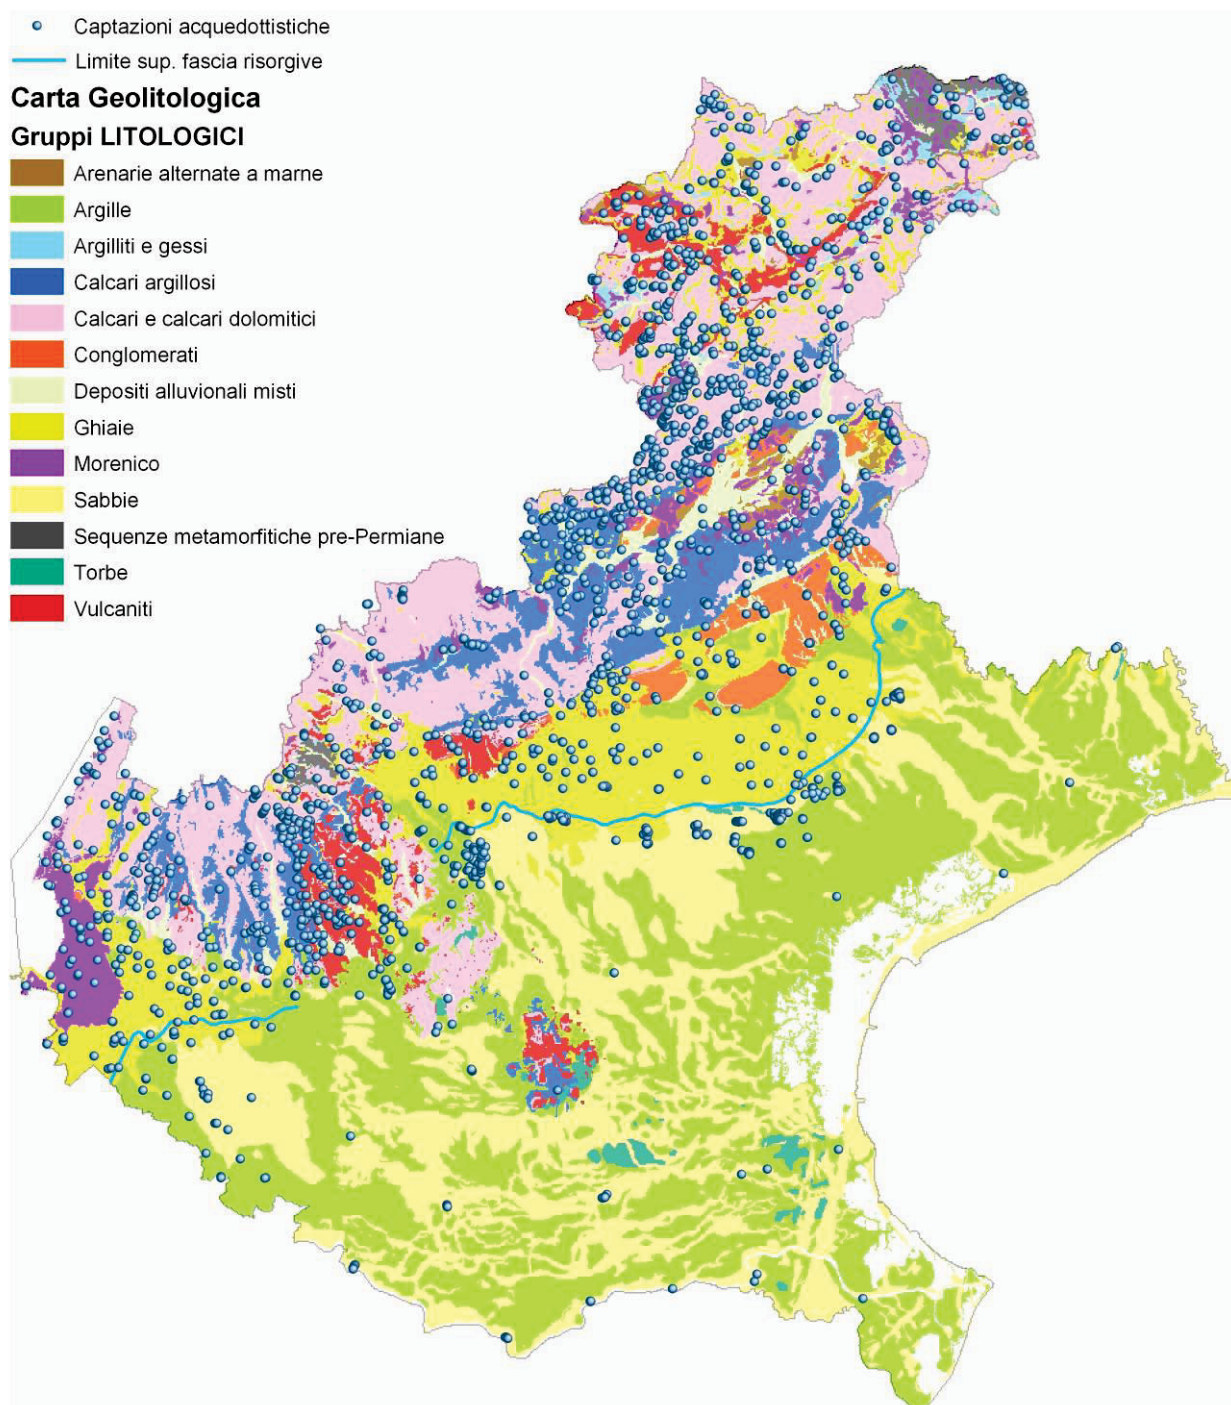 Captazioni acquedottistiche
Limite sup. fascia risorgive
Carta Geolitologica
Gruppi LITOLOGICI
Arenarie alternate a marne
Argille
Argilliti e gessi
Calcari argillosi
Calcari e calcari dolomitici
Conglomerati
Depositi alluvionali misti
Ghiaie
Morenico
Sabbie
Sequenze metamorfitiche pre-Permiane
Torbe
Vulcaniti